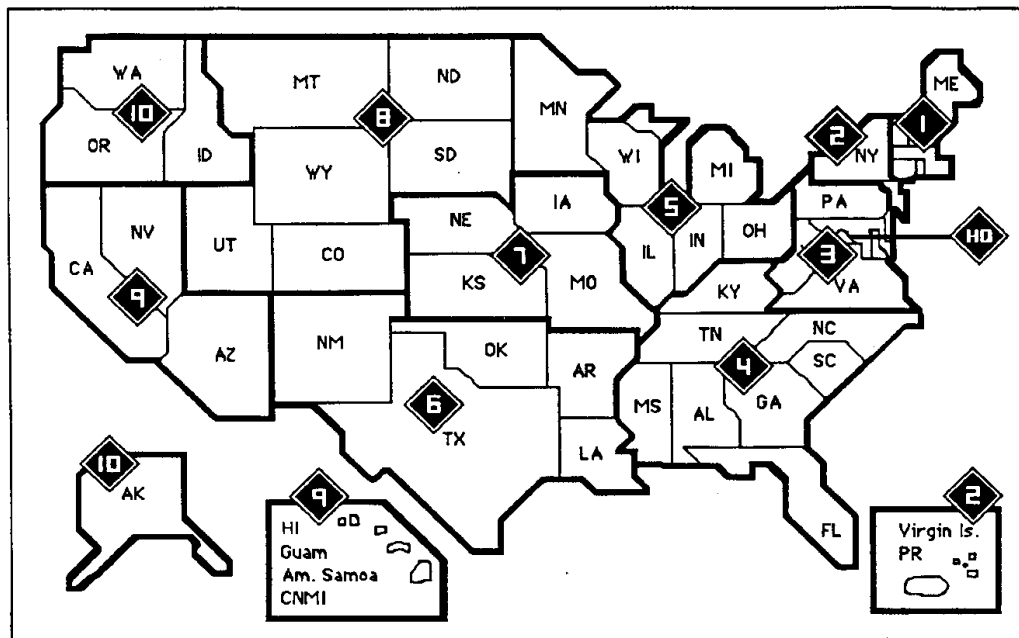 WA
MT
ND
MN
ME
10
8
1
2
OR
ID
SD
WI
NY
WY
MI
5
IA
PA
NE
OH
NV
UT
IL
IN
HQ
CO
7
3
CA
KS
MO
VA
9
KY
NM
TN
NC
AZ
OK
SC
AR
4
6
MS
GA
TX
AL
LA
10
AK
9
2
HI
Guam
Am. Samoa
CNMI
FL
Virgin Is.
PR